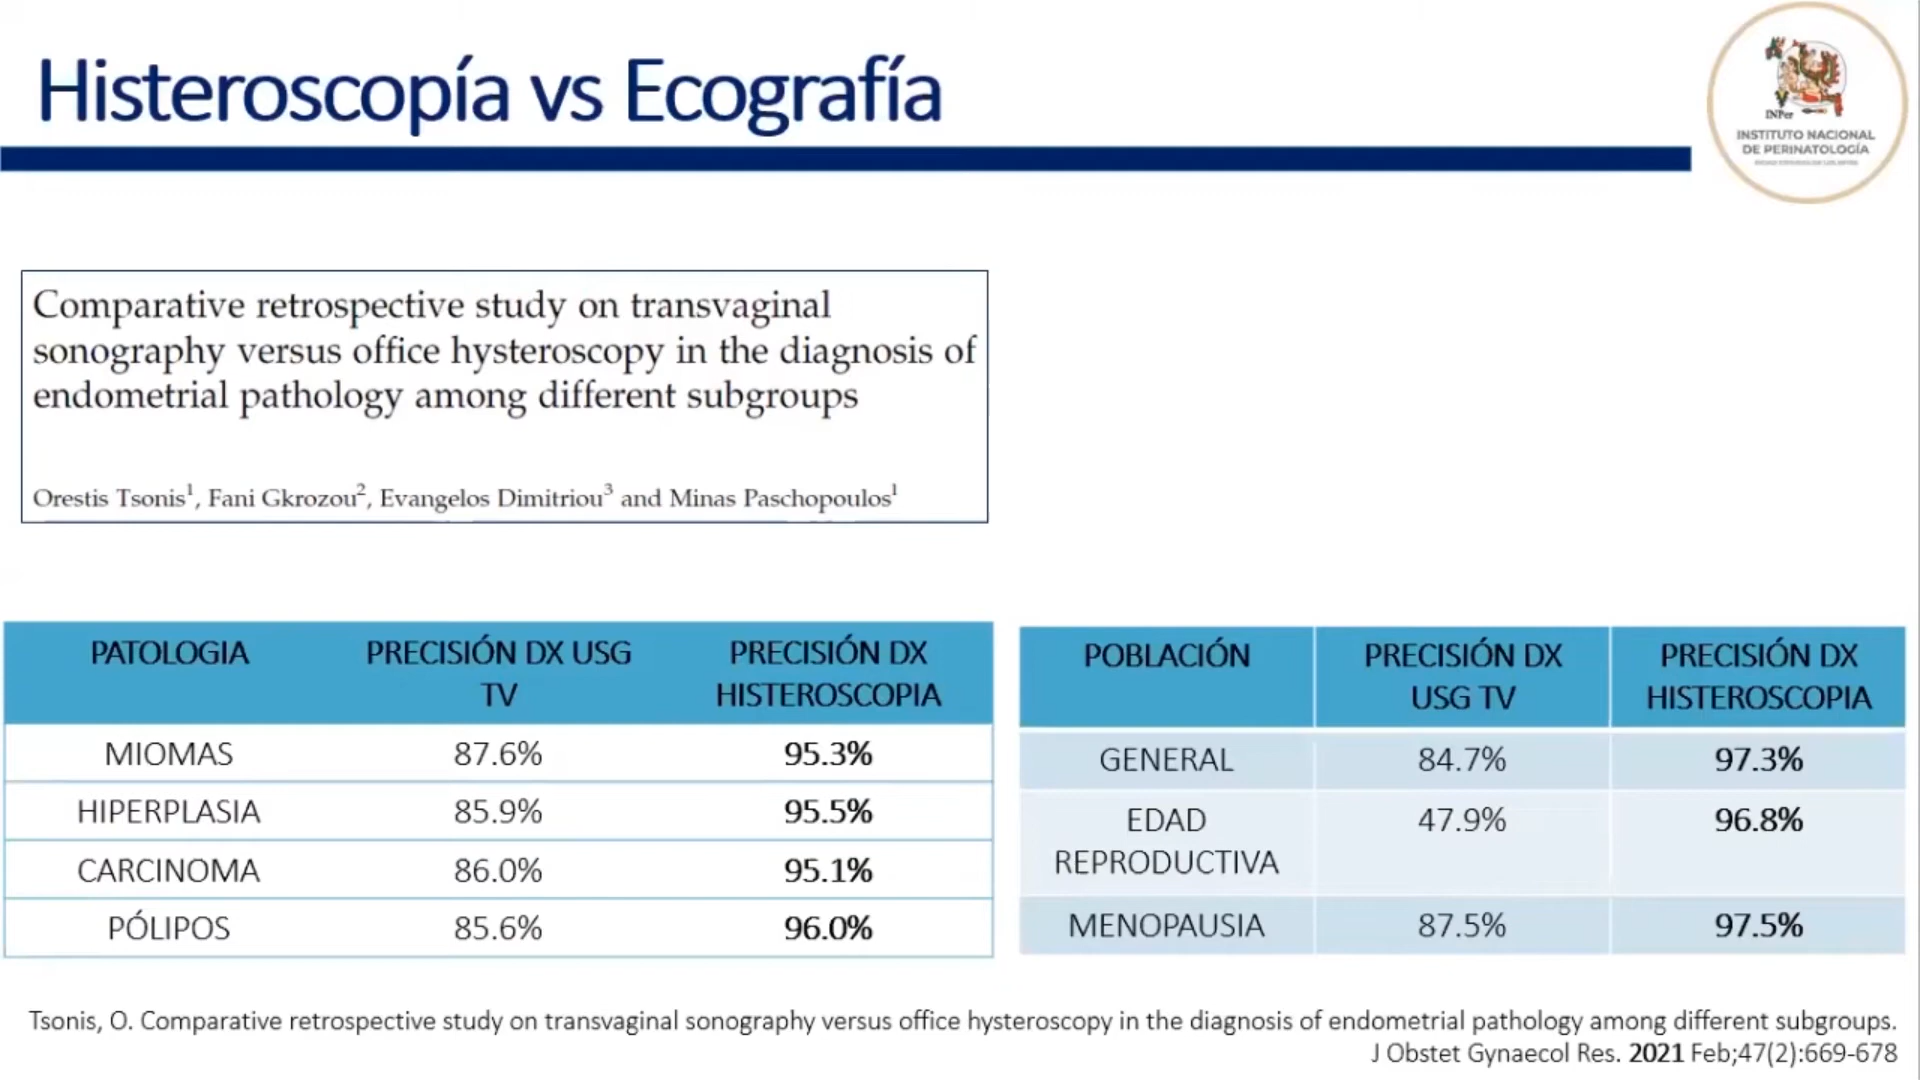 Histeroscopía vs Ecografía
INPer
INSTITUTO NACIONAL
DE PERINATOLOGÍA
Comparative retrospective study on transvaginal
sonography versus office hysteroscopy in the diagnosis of
endometrial pathology among different subgroups
Orestis Tsonis1, Fani Gkrozou2, Evangelos Dimitriou3 and Minas Paschopoulos1
PATOLOGIA PRECISIÓN DX USG TV PRECISIÓN DX HISTEROSCOPIA
MIOMAS 87.6% 95.3%
HIPERPLASIA 85.9% 95.5%
CARCINOMA 86.0% 95.1%
PÓLIPOS 85.6% 96.0%
POBLACIÓN PRECISIÓN DX USG TV PRECISIÓN DX HISTEROSCOPIA
GENERAL 84.7% 97.3%
EDAD REPRODUCTIVA 47.9% 96.8%
MENOPAUSIA 87.5% 97.5%
Tsonis, O. Comparative retrospective study on transvaginal sonography versus office hysteroscopy in the diagnosis of endometrial pathology among different subgroups.
J Obstet Gynaecol Res. 2021 Feb;47(2):669-678